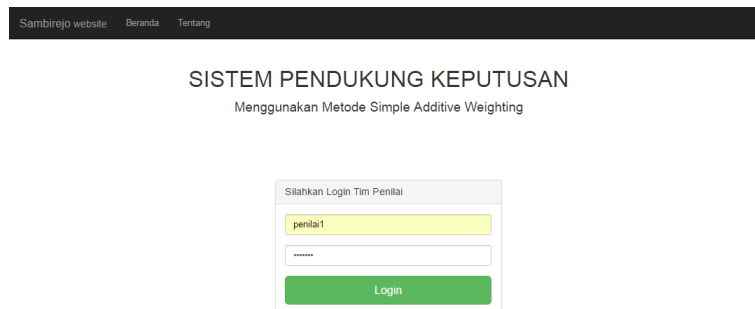 Sambirejo website Beranda Tentang
SISTEM PENDUKUNG KEPUTUSAN
Menggunakan Metode Simple Additive Weighting
Silahkan Login Tim Penilai
penilai1
•••••••
Login